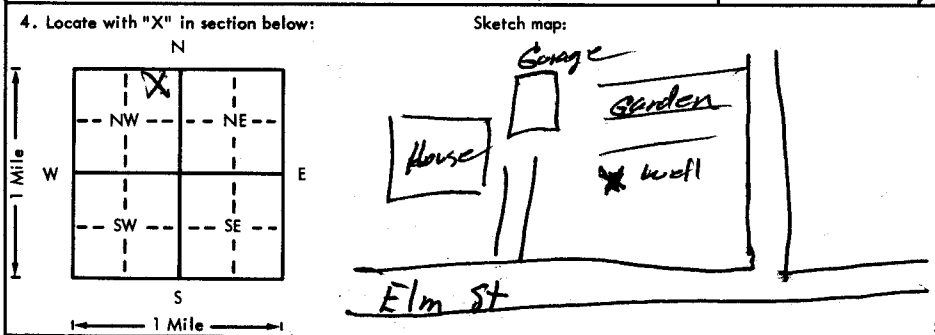 4. Locate with "X" in section below:
Sketch map:
N
Garage
X
NW
NE
Garden
House
1 Mile
W
E
X well
SW
SE
S
Elm St
1 Mile